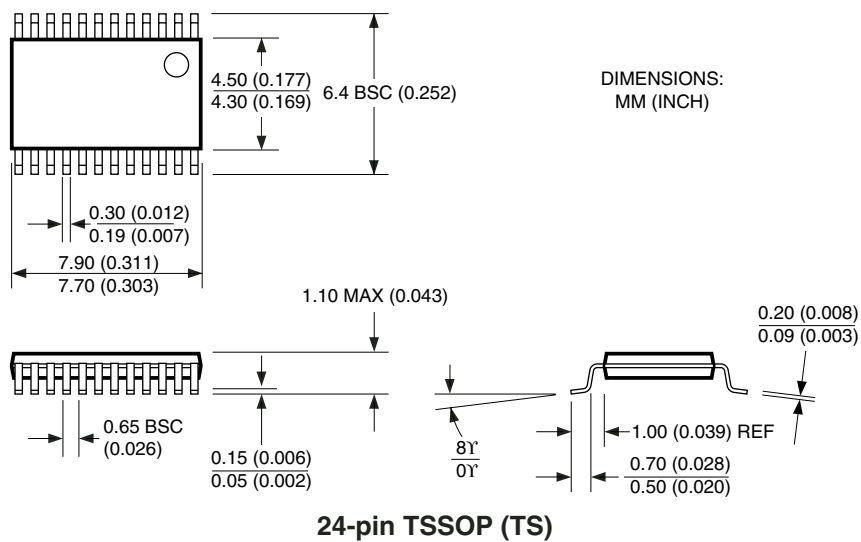 4.50 (0.177)
4.30 (0.169)
6.4 BSC (0.252)
DIMENSIONS:
MM (INCH)
0.30 (0.012)
0.19 (0.007)
7.90 (0.311)
7.70 (0.303)
1.10 MAX (0.043)
0.20 (0.008)
0.09 (0.003)
0.65 BSC
(0.026)
0.15 (0.006)
0.05 (0.002)
8ϒ
0ϒ
1.00 (0.039) REF
0.70 (0.028)
0.50 (0.020)
24-pin TSSOP (TS)